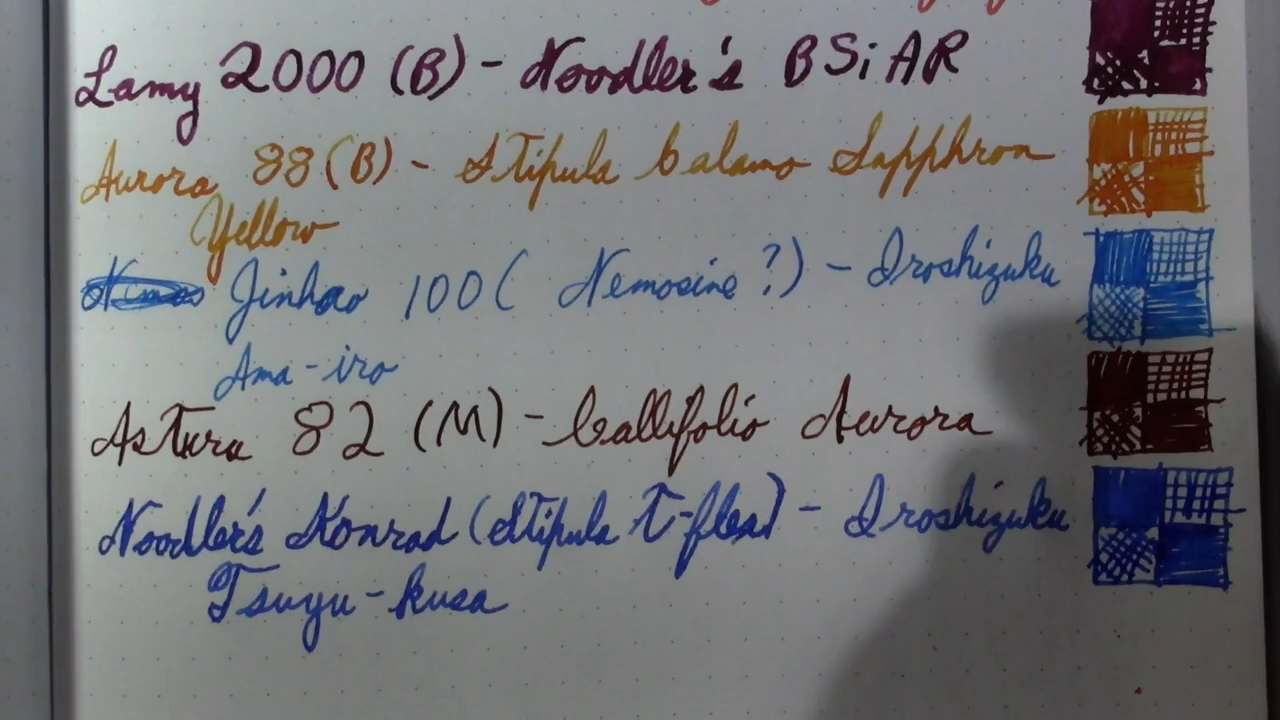 Lamy 2000 (B) - Noodler's BSiAR
Aurora 88 (B) - Stipula Calamo Sapphron
Yellow
Jinhao 100 ( Nemosine ?) - Iroshizuku
Ama-iro
Astura 82 (M) - Callifolio Aurora
Noodler's Konrad (Stipula T-flex) - Iroshizuku
Tsuyu-kusa